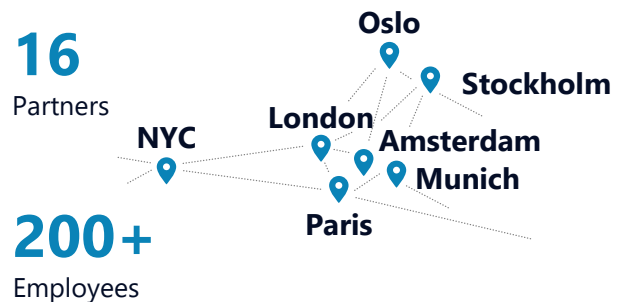 16
Partners
Oslo
Stockholm
London
NYC
Amsterdam
Munich
Paris
200+
Employees